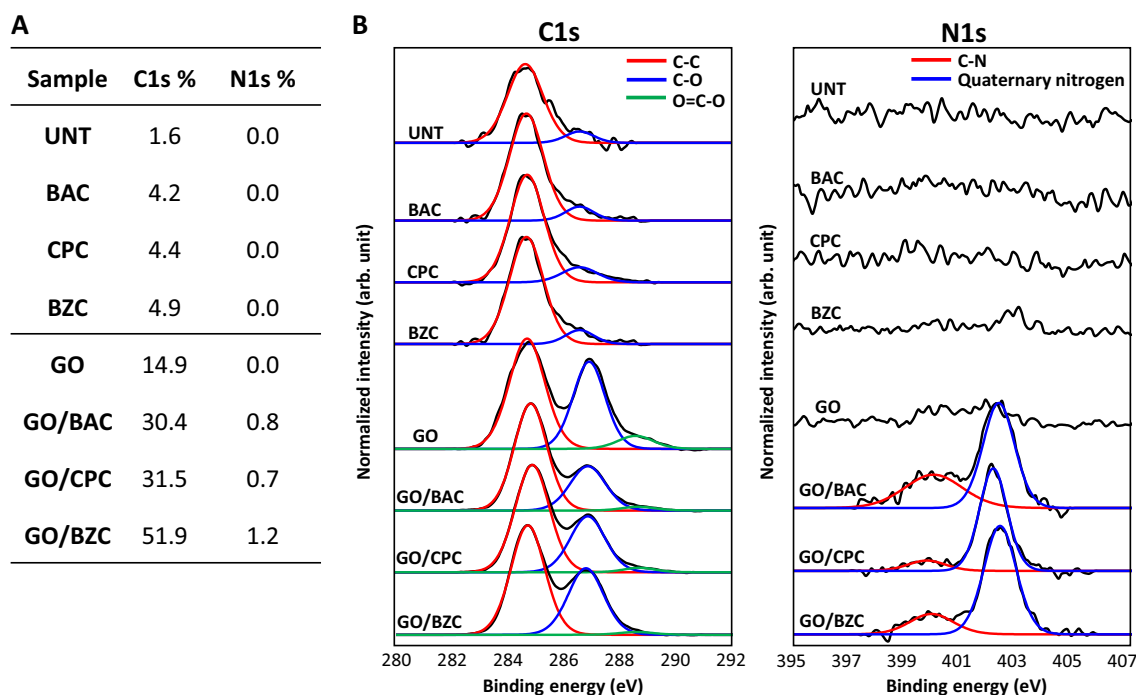 A
Sample C1s % N1s %
UNT 1.6 0.0
BAC 4.2 0.0
CPC 4.4 0.0
BZC 4.9 0.0
GO 14.9 0.0
GO/BAC 30.4 0.8
GO/CPC 31.5 0.7
GO/BZC 51.9 1.2
B
C1s
C-C
C-O
O=C-O
UNT
BAC
CPC
BZC
GO
GO/BAC
GO/CPC
GO/BZC
Normalized intensity (arb. unit)
280 282 284 286 288 290 292
Binding energy (eV)
N1s
C-N
Quaternary nitrogen
UNT
BAC
CPC
BZC
GO
GO/BAC
GO/CPC
GO/BZC
Normalized intensity (arb. unit)
395 397 399 401 403 405 407
Binding energy (eV)